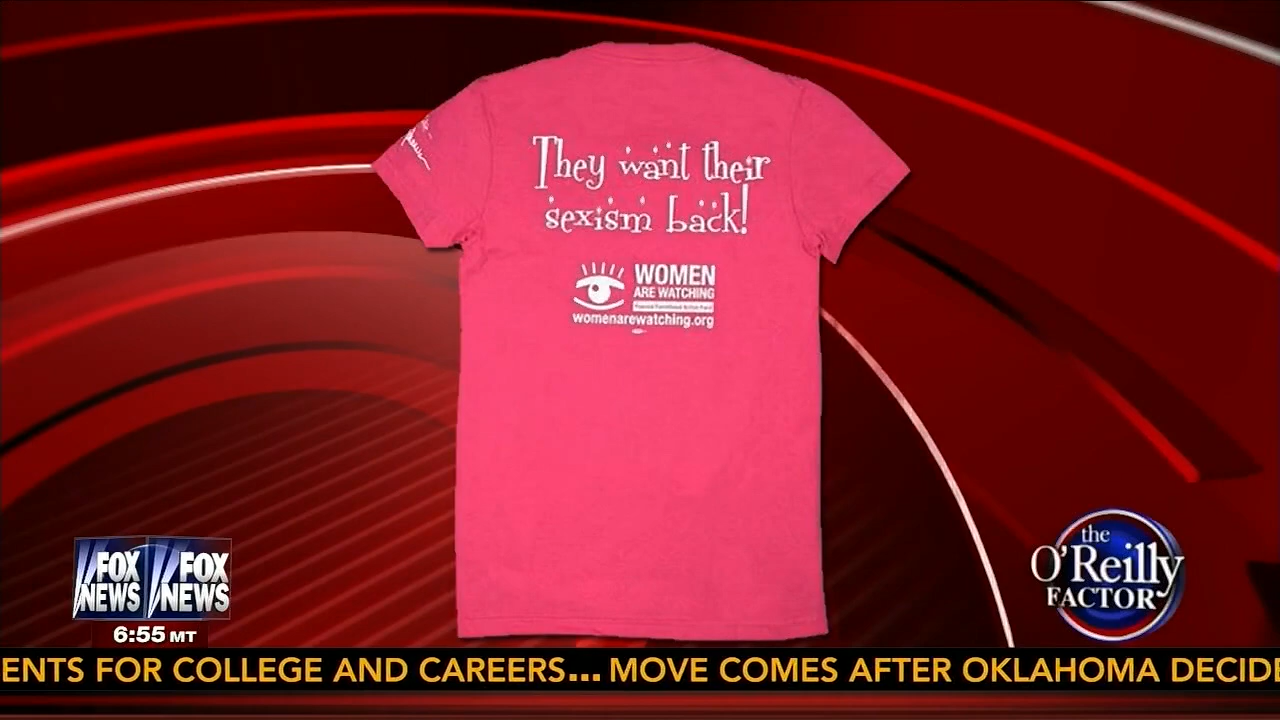 They want their
sexism back!
WOMEN
ARE WATCHING
womenarewatching.org
FOX NEWS
FOX NEWS
6:55 MT
the
O'Reilly
FACTOR
ENTS FOR COLLEGE AND CAREERS... MOVE COMES AFTER OKLAHOMA DECIDE